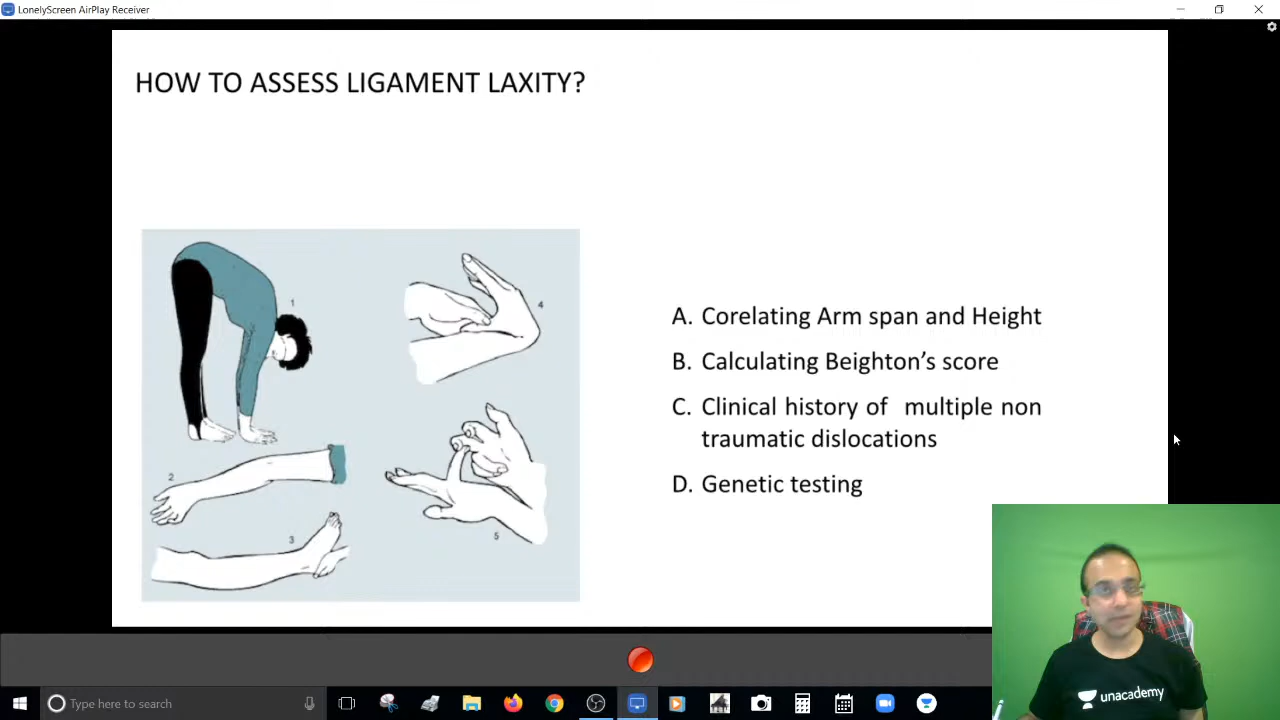 LonelyScreen AirPlay Receiver
HOW TO ASSESS LIGAMENT LAXITY?
1
4
2
3
5
A. Corelating Arm span and Height
B. Calculating Beighton's score
C. Clinical history of multiple non
traumatic dislocations
D. Genetic testing
unacademy
Type here to search